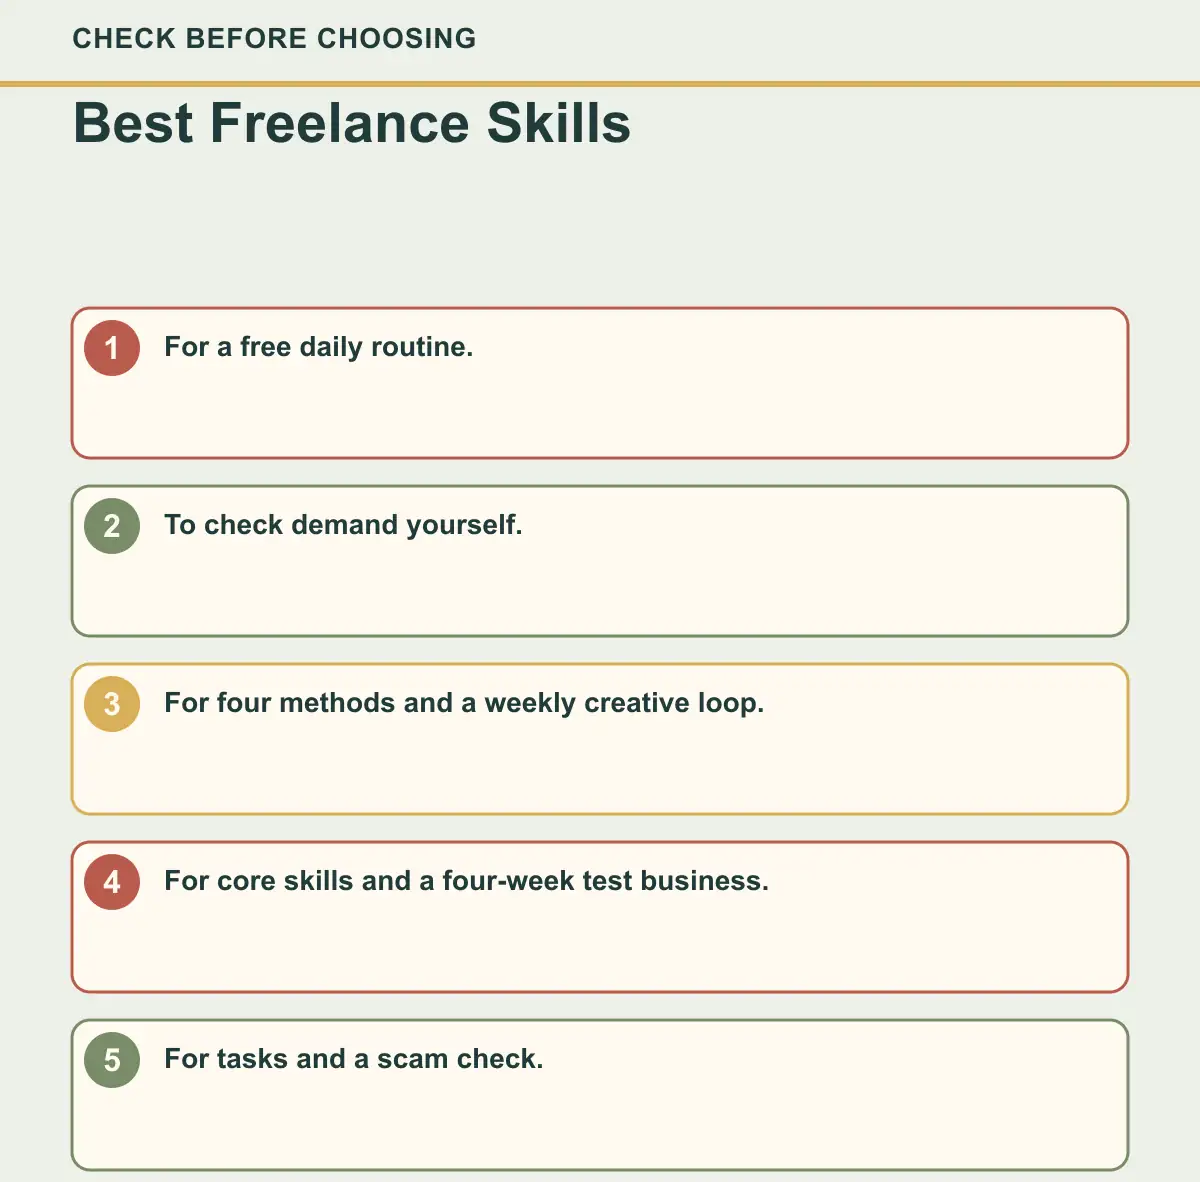 CHECK BEFORE CHOOSING
Best Freelance Skills
1 For a free daily routine.
2 To check demand yourself.
3 For four methods and a weekly creative loop.
4 For core skills and a four-week test business.
5 For tasks and a scam check.